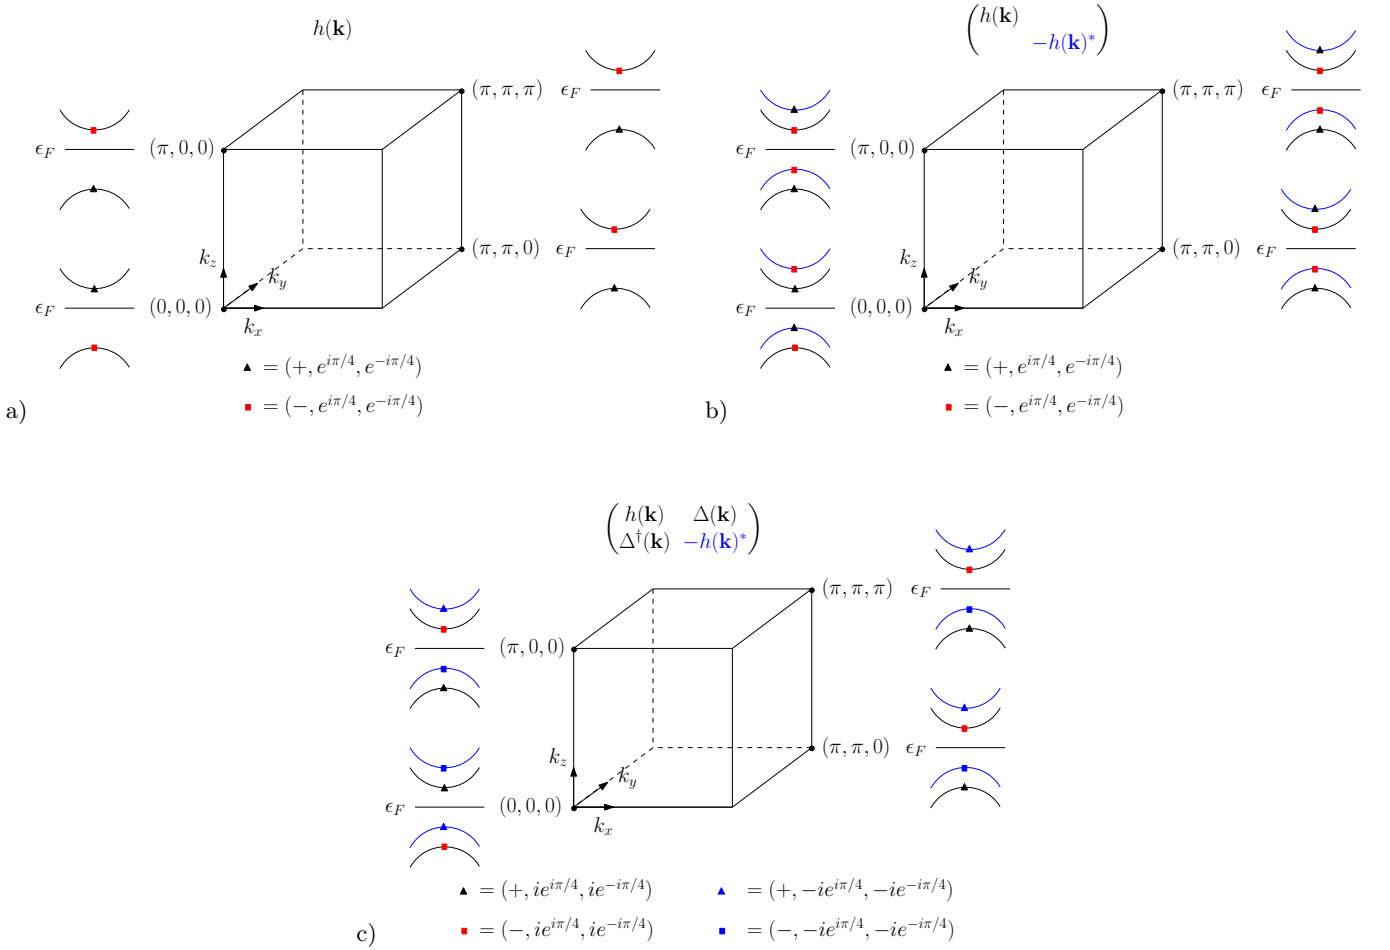 h(k)
ϵ_F
(π, 0, 0)
(π, π, π)
ϵ_F
ϵ_F
(0, 0, 0)
(π, π, 0)
ϵ_F
k_z
k_y
k_x
▲ = (+, e^{iπ/4}, e^{-iπ/4})
■ = (−, e^{iπ/4}, e^{-iπ/4})
a)
h(k)
−h(k)*
ϵ_F
(π, 0, 0)
(π, π, π)
ϵ_F
ϵ_F
(0, 0, 0)
(π, π, 0)
ϵ_F
k_z
k_y
k_x
▲ = (+, e^{iπ/4}, e^{-iπ/4})
■ = (−, e^{iπ/4}, e^{-iπ/4})
b)
h(k) Δ(k)
Δ†(k) −h(k)*
ϵ_F
(π, 0, 0)
(π, π, π)
ϵ_F
ϵ_F
(0, 0, 0)
(π, π, 0)
ϵ_F
k_z
k_y
k_x
▲ = (+, ie^{iπ/4}, ie^{-iπ/4}) ▲ = (+, −ie^{iπ/4}, −ie^{-iπ/4})
■ = (−, ie^{iπ/4}, ie^{-iπ/4}) ■ = (−, −ie^{iπ/4}, −ie^{-iπ/4})
c)